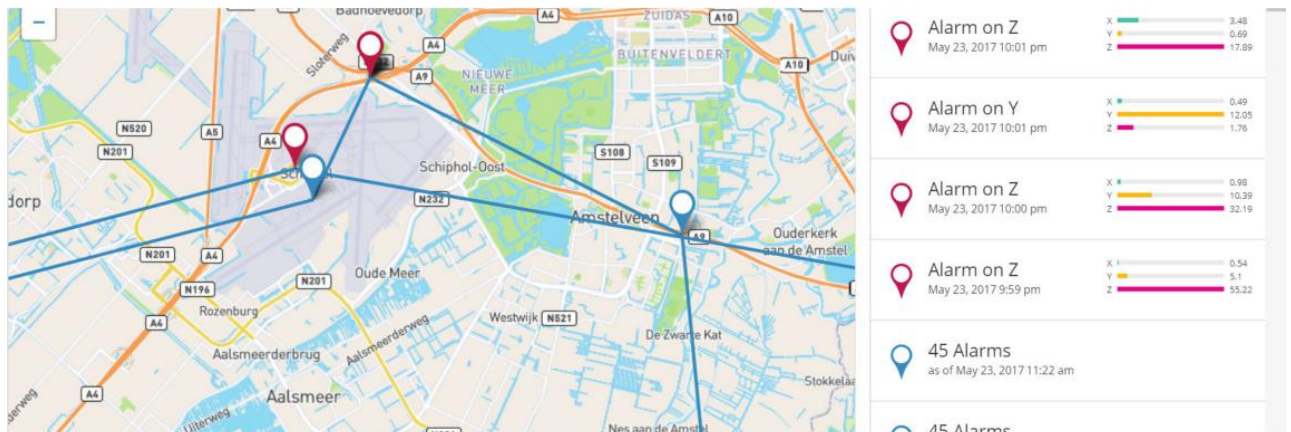 −
Badhoevedorp
A4
ZUIDAS
A10
Sloterweg
A4
BUITENVELDERT
A9
NIEUWE
MEER
A10
N520
A5
A4
N201
S108
S109
Schiphol-Oost
N232
Amstelveen
A9
Ouderkerk
aan de Amstel
N201
A4
Oude Meer
N201
N196
Rozenburg
Westwijk
N521
A4
De Zwarte Kat
Aalsmeerderbrug
Aalsmeerderweg
A4
Aalsmeer
Uiterweg
Nes aan de Amstel
Alarm on Z
May 23, 2017 10:01 pm
X 3.48
Y 0.69
Z 17.89
Alarm on Y
May 23, 2017 10:01 pm
X 0.49
Y 12.05
Z 1.76
Alarm on Z
May 23, 2017 10:00 pm
X 0.98
Y 10.39
Z 32.19
Alarm on Z
May 23, 2017 9:59 pm
X 0.54
Y 5.1
Z 55.22
45 Alarms
as of May 23, 2017 11:22 am
45 Alarms